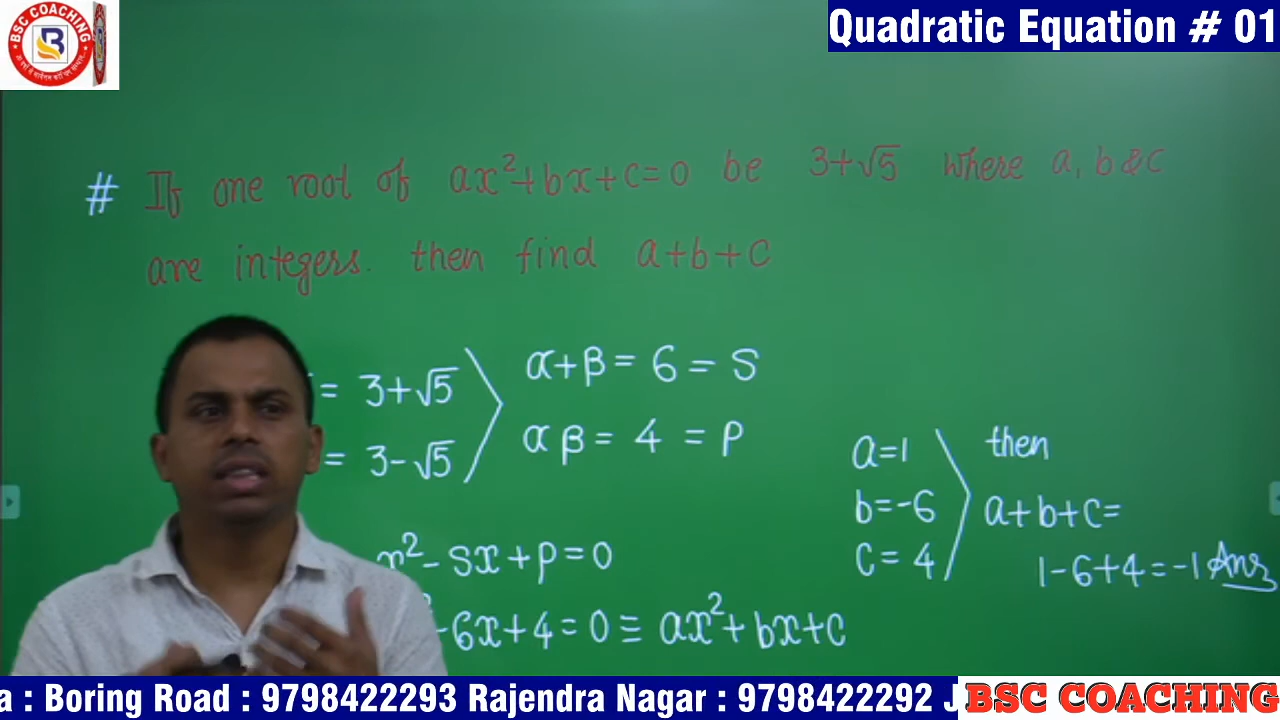 BSC COACHING
Quadratic Equation # 01
# If one root of ax²+bx+c=0 be 3+√5 where a, b & c
are integers. then find a+b+c
= 3+√5
= 3-√5
α+β = 6 = S
αβ = 4 = P
x² - Sx + P = 0
-6x+4 = 0 ≡ ax²+bx+c
a=1
b=-6
c=4
then
a+b+c=
1-6+4=-1 Ans
a : Boring Road : 9798422293 Rajendra Nagar : 9798422292 J
BSC COACHING